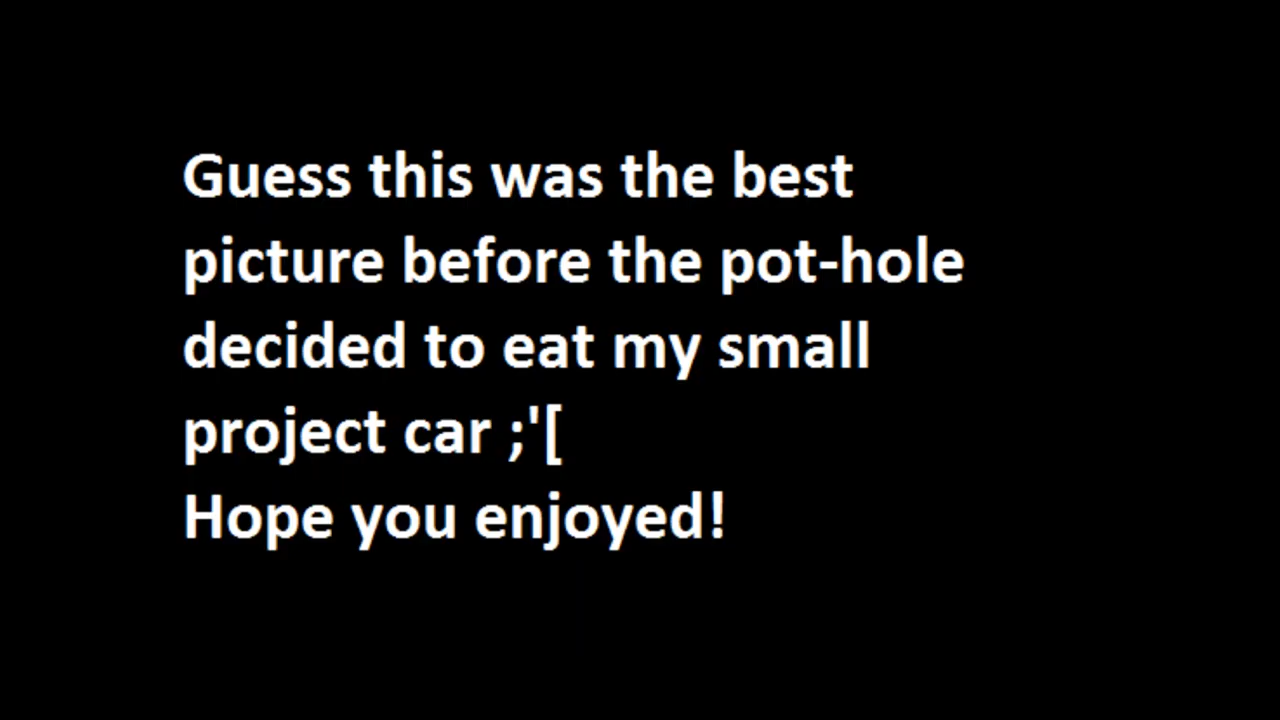 Guess this was the best
picture before the pot-hole
decided to eat my small
project car ;'[
Hope you enjoyed!